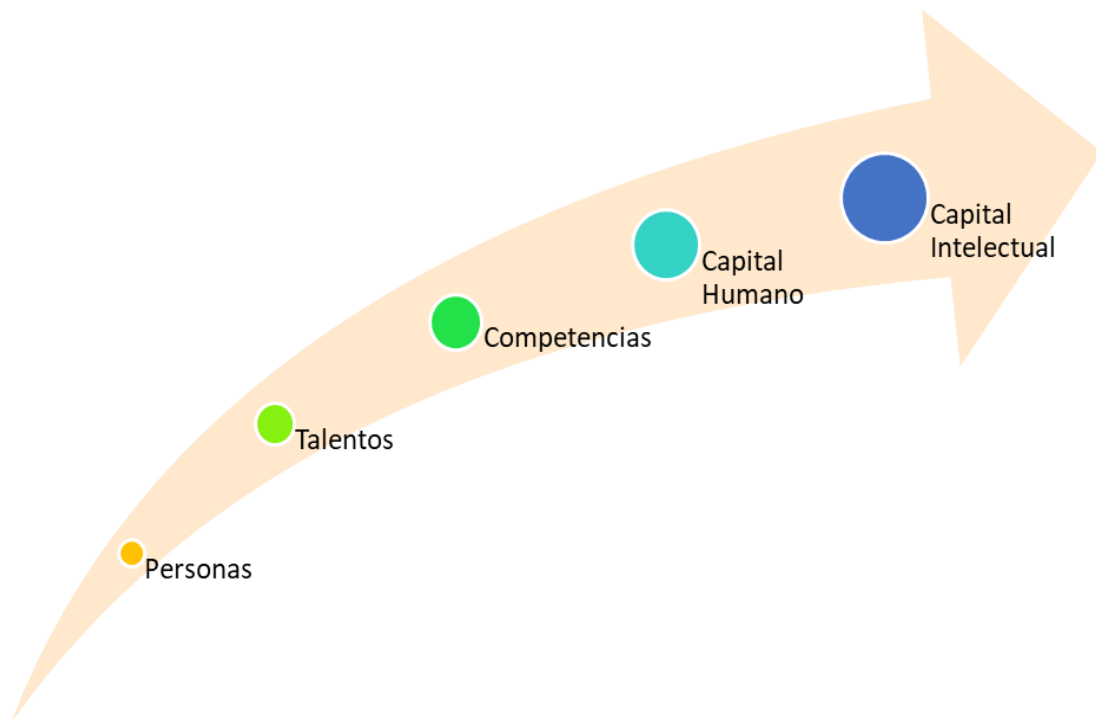 Capital
Intelectual
Capital
Humano
Competencias
Talentos
Personas